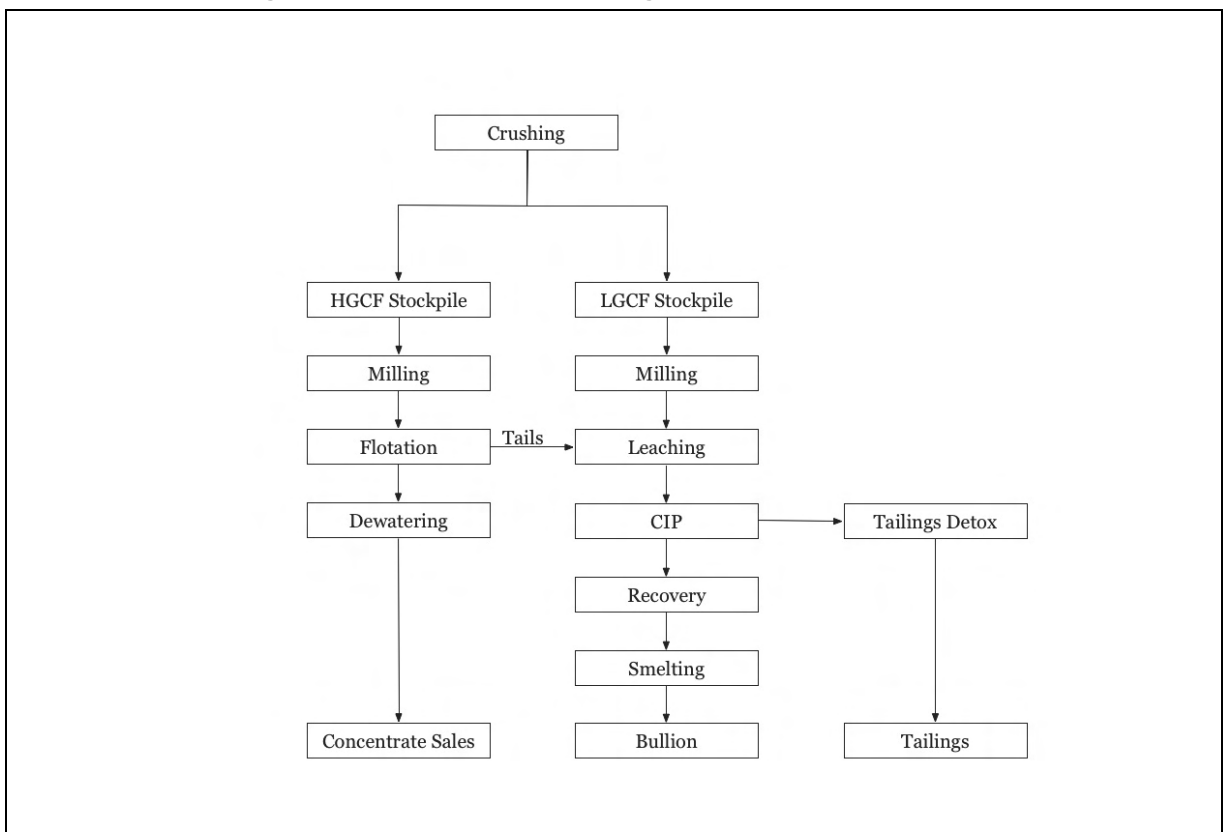 Crushing
HGCF Stockpile
LGCF Stockpile
Milling
Milling
Flotation
Tails
Leaching
Dewatering
CIP
Tailings Detox
Recovery
Smelting
Concentrate Sales
Bullion
Tailings